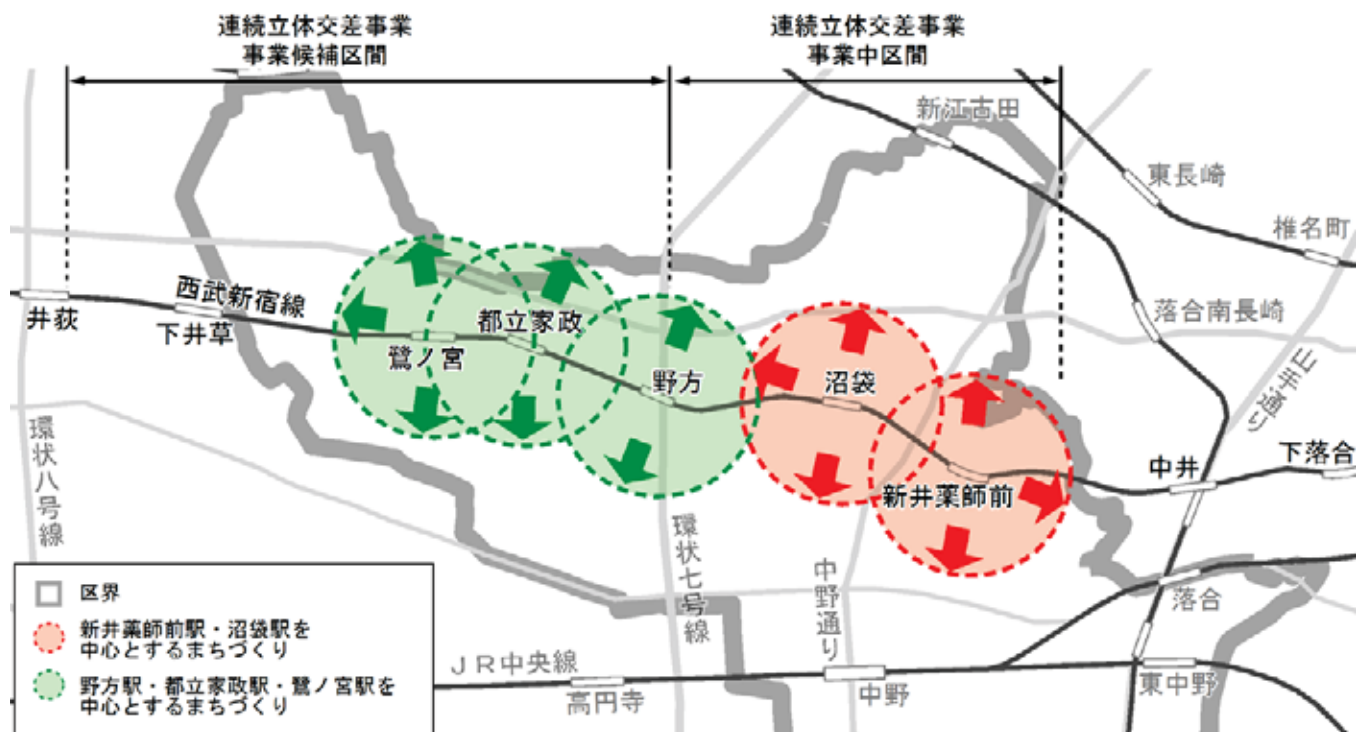 連続立体交差事業
事業候補区間
連続立体交差事業
事業中区間
新江古田
東長崎
椎名町
落合南長崎
山手通り
井荻
西武新宿線
下井草
鷺ノ宮
都立家政
野方
沼袋
新井薬師前
中井
下落合
環状八号線
環状七号線
中野通り
落合
JR中央線
高円寺
中野
東中野
区界
新井薬師前駅・沼袋駅を
中心とするまちづくり
野方駅・都立家政駅・鷺ノ宮駅を
中心とするまちづくり